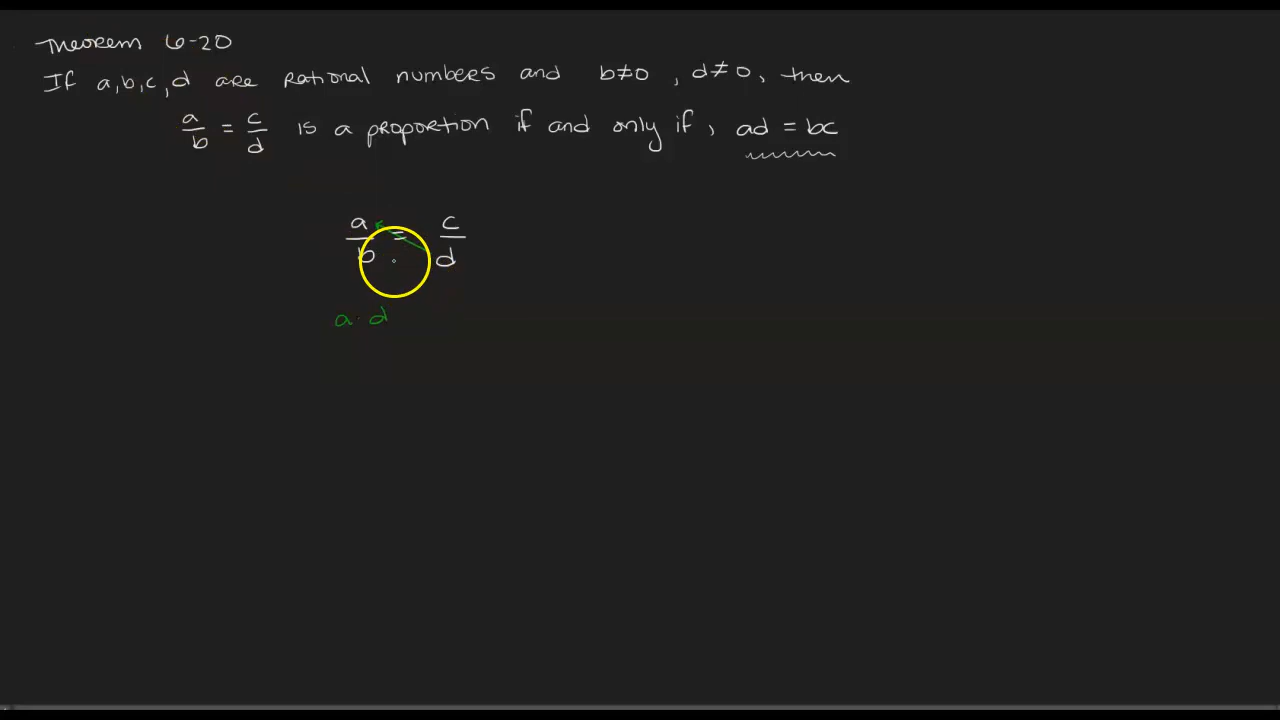 Theorem 6-20
If a,b,c,d are rational numbers and b≠0, d≠0, then
a/b = c/d is a proportion if and only if, ad = bc
a/b = c/d
a · d